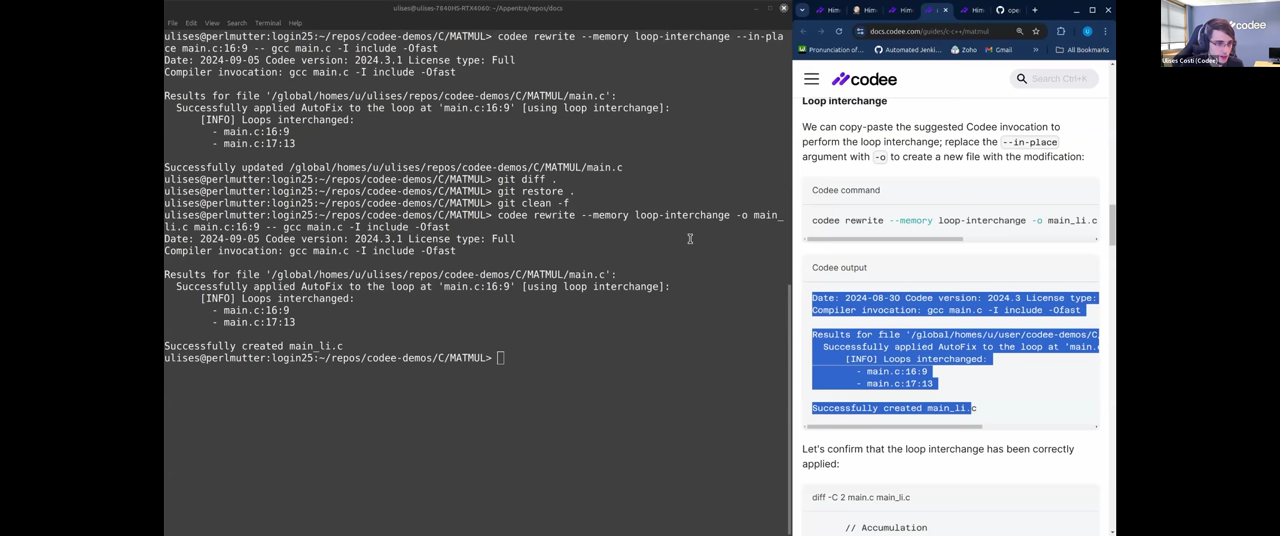 ulises@ulises-7840HS-RTX4060:~/Appentra/repos/docs
File Edit View Search Terminal Help
ulises@perlmutter:login25:~/repos/codee-demos/C/MATMUL> codee rewrite --memory loop-interchange --in-pla
ce main.c:16:9 -- gcc main.c -I include -Ofast
Date: 2024-09-05 Codee version: 2024.3.1 License type: Full
Compiler invocation: gcc main.c -I include -Ofast
Results for file '/global/homes/u/ulises/repos/codee-demos/C/MATMUL/main.c':
Successfully applied AutoFix to the loop at 'main.c:16:9' [using loop interchange]:
[INFO] Loops interchanged:
- main.c:16:9
- main.c:17:13
Successfully updated /global/homes/u/ulises/repos/codee-demos/C/MATMUL/main.c
ulises@perlmutter:login25:~/repos/codee-demos/C/MATMUL> git diff .
ulises@perlmutter:login25:~/repos/codee-demos/C/MATMUL> git restore .
ulises@perlmutter:login25:~/repos/codee-demos/C/MATMUL> git clean -f
ulises@perlmutter:login25:~/repos/codee-demos/C/MATMUL> codee rewrite --memory loop-interchange -o main_
li.c main.c:16:9 -- gcc main.c -I include -Ofast
Date: 2024-09-05 Codee version: 2024.3.1 License type: Full
Compiler invocation: gcc main.c -I include -Ofast
Results for file '/global/homes/u/ulises/repos/codee-demos/C/MATMUL/main.c':
Successfully applied AutoFix to the loop at 'main.c:16:9' [using loop interchange]:
[INFO] Loops interchanged:
- main.c:16:9
- main.c:17:13
Successfully created main_li.c
ulises@perlmutter:login25:~/repos/codee-demos/C/MATMUL>
Him Him Him Him ope
docs.codee.com/guides/c-c++/matmul
Pronunciation of... Automated Jenki... Zoho Gmail All Bookmarks
codee Search Ctrl+K
Loop interchange
We can copy-paste the suggested Codee invocation to
perform the loop interchange; replace the --in-place
argument with -o to create a new file with the modification:
Codee command
codee rewrite --memory loop-interchange -o main_li.c
Codee output
Date: 2024-08-30 Codee version: 2024.3 License type:
Compiler invocation: gcc main.c -I include -Ofast
Results for file '/global/homes/u/user/codee-demos/C/
Successfully applied AutoFix to the loop at 'main.
[INFO] Loops interchanged:
- main.c:16:9
- main.c:17:13
Successfully created main_li.c
Let's confirm that the loop interchange has been correctly
applied:
diff -C 2 main.c main_li.c
// Accumulation
codee
Ulises Costi (Codee)